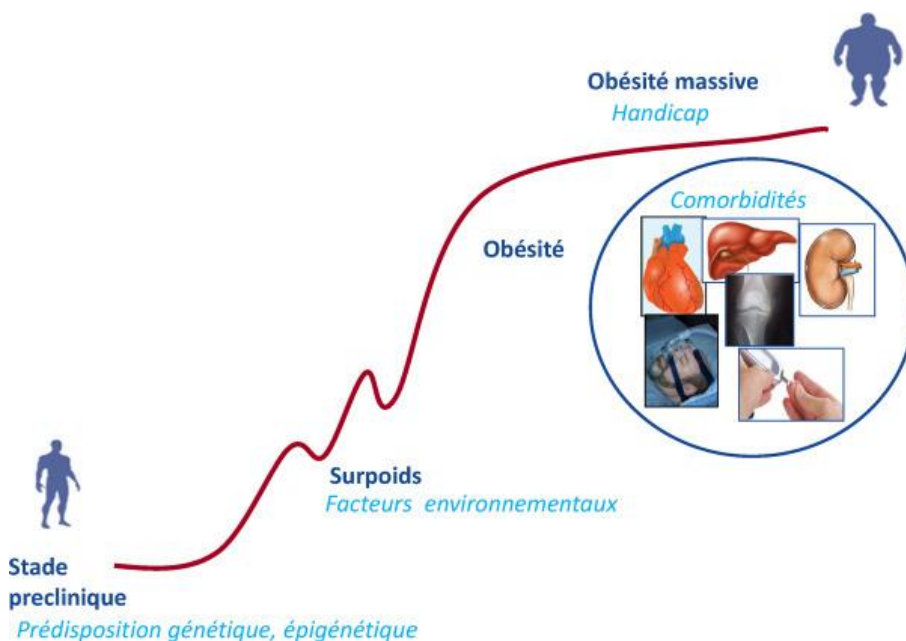 Obésité massive
Handicap
Comorbidités
Obésité
Surpoids
Facteurs environnementaux
Stade
preclinique
Prédisposition génétique, épigénétique